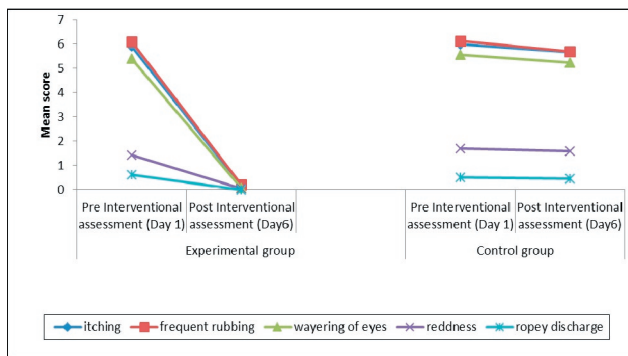 7
6
5
4
3
2
1
0
Mean score
Pre Interventional Post Interventional Pre Interventional Post Interventional
assessment (Day 1) assessment (Day6) assessment (Day 1) assessment (Day6)
Experimental group Control group
itching frequent rubbing wayering of eyes reddness ropey discharge